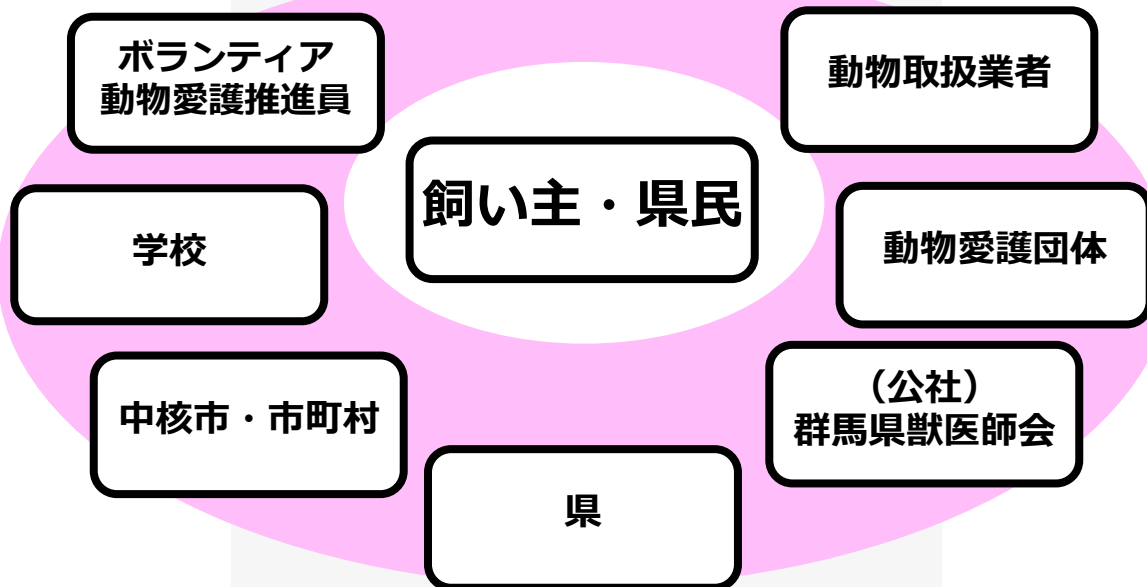 ボランティア
動物愛護推進員
動物取扱業者
飼い主・県民
学校
動物愛護団体
中核市・市町村
（公社）
群馬県獣医師会
県